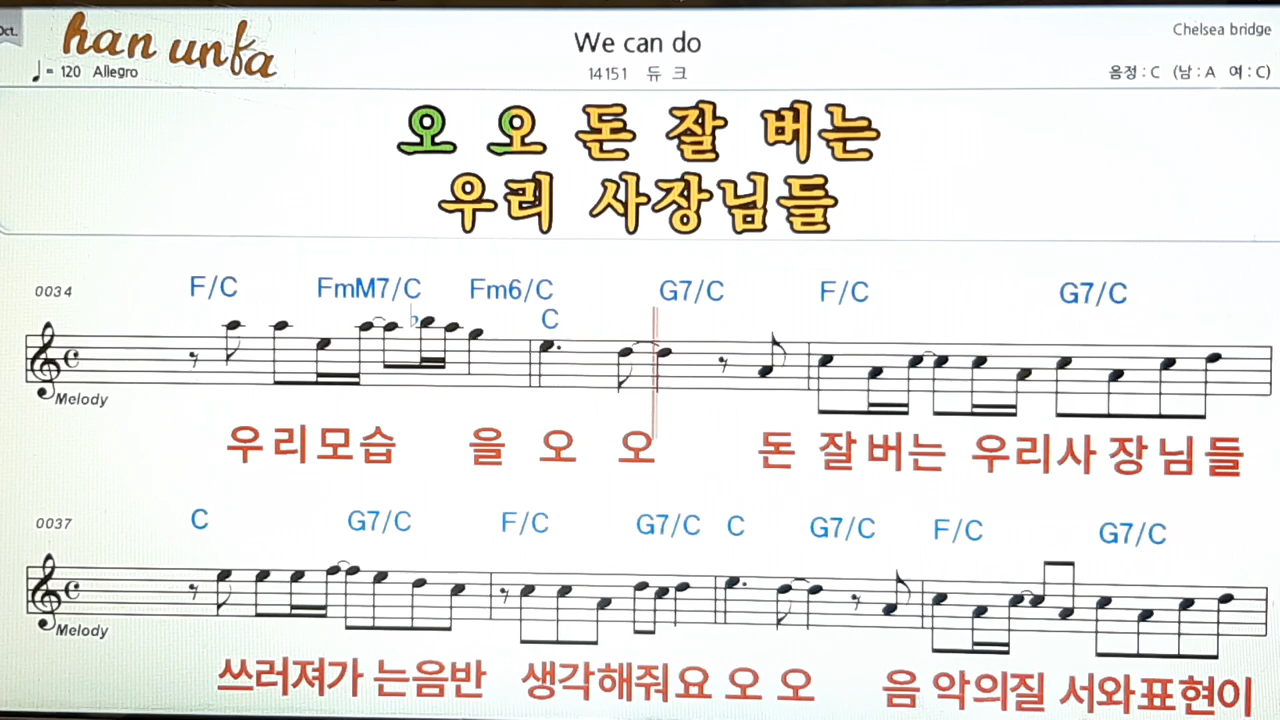 Oct.
han unfa
We can do
Chelsea bridge
♩= 120 Allegro
14151 듀 크
음정 : C (남 : A 여 : C)
오 오 돈 잘 버는
우리 사장님들
0034 F/C FmM7/C Fm6/C C G7/C F/C G7/C
Melody
우리모습 을 오 오 돈 잘버는 우리사 장님들
0037 C G7/C F/C G7/C C G7/C F/C G7/C
Melody
쓰러져가 는음반 생각해줘요 오 오 음 악의질 서와표현이